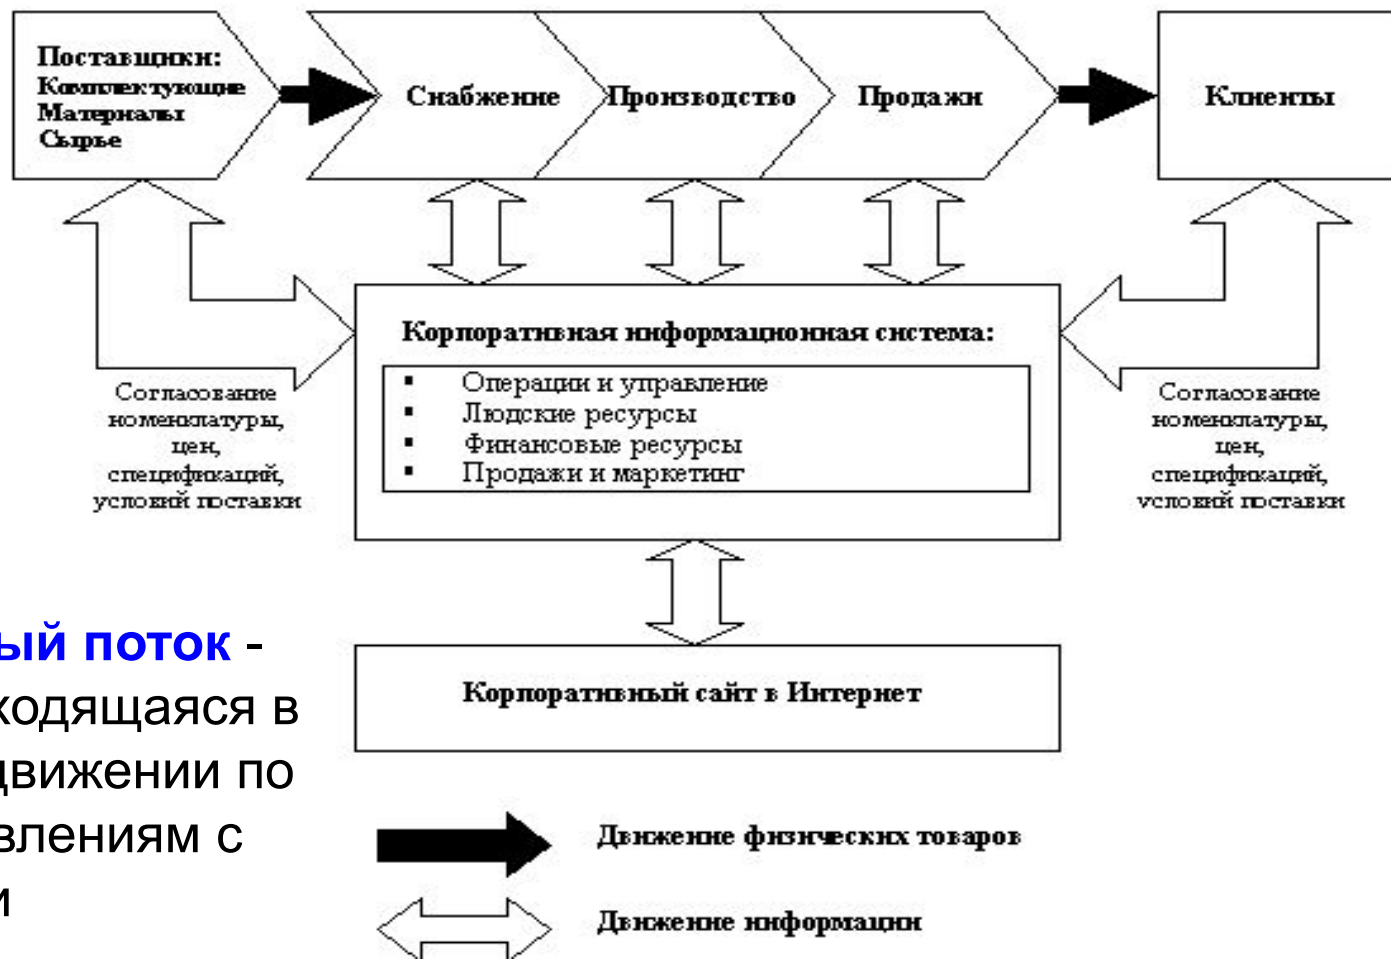 Поставщики:
Комплектующие
Материалы
Сырье
Снабжение
Производство
Продажи
Клиенты
Корпоративная информационная система:
▪ Операции и управление
▪ Людские ресурсы
▪ Финансовые ресурсы
▪ Продажи и маркетинг
Согласование
номенклатуры,
цен,
спецификаций,
условий поставки
Согласование
номенклатуры,
цен,
спецификаций,
условий поставки
Корпоративный сайт в Интернет
ый поток -
ходящаяся в
движении по
влениям с
и
Движение физических товаров
Движение информации